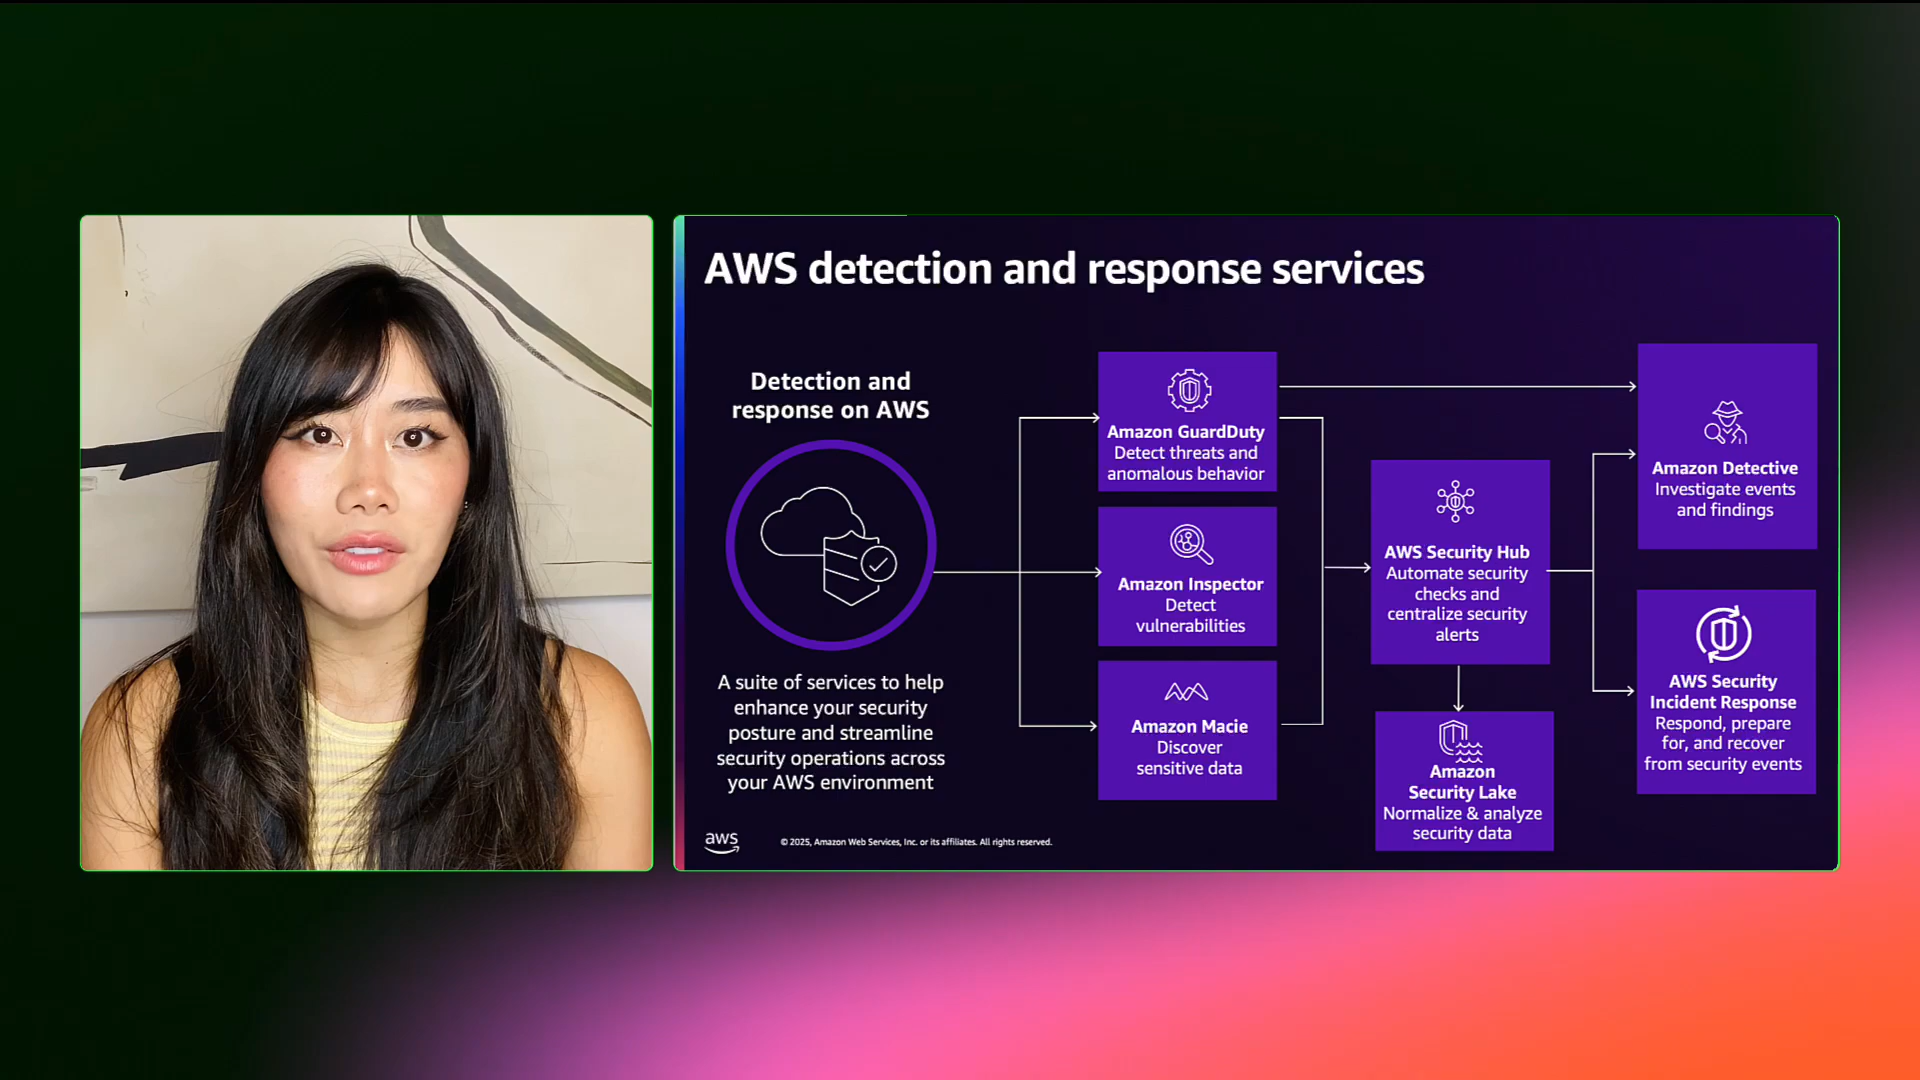 AWS detection and response services
Detection and
response on AWS
A suite of services to help
enhance your security
posture and streamline
security operations across
your AWS environment
Amazon GuardDuty
Detect threats and
anomalous behavior
Amazon Inspector
Detect
vulnerabilities
Amazon Macie
Discover
sensitive data
AWS Security Hub
Automate security
checks and
centralize security
alerts
Amazon
Security Lake
Normalize & analyze
security data
Amazon Detective
Investigate events
and findings
AWS Security
Incident Response
Respond, prepare
for, and recover
from security events
aws
© 2025, Amazon Web Services, Inc. or its affiliates. All rights reserved.